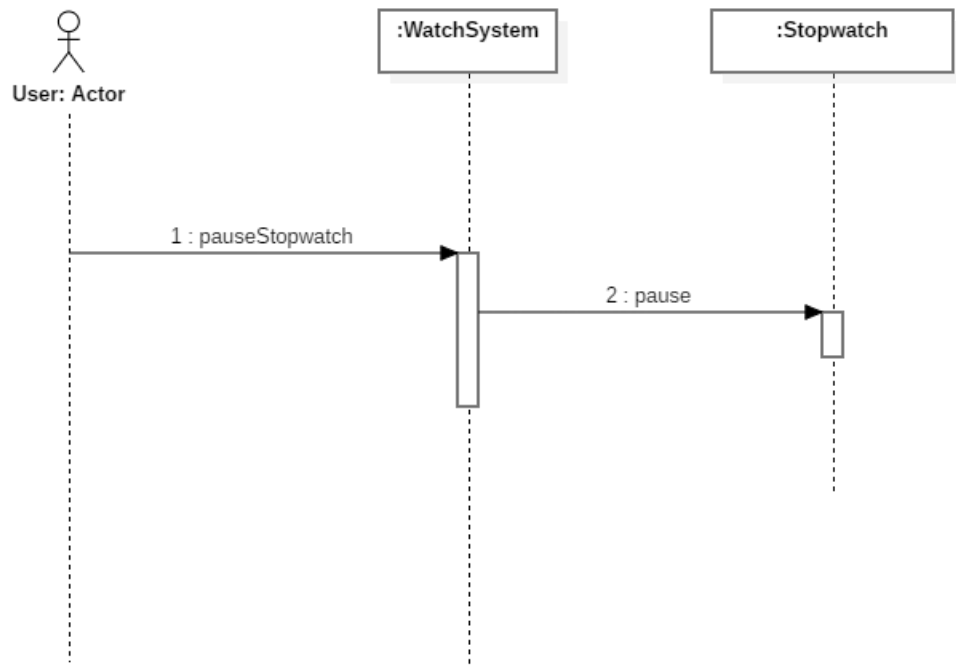 :WatchSystem
:Stopwatch
User: Actor
1 : pauseStopwatch
2 : pause